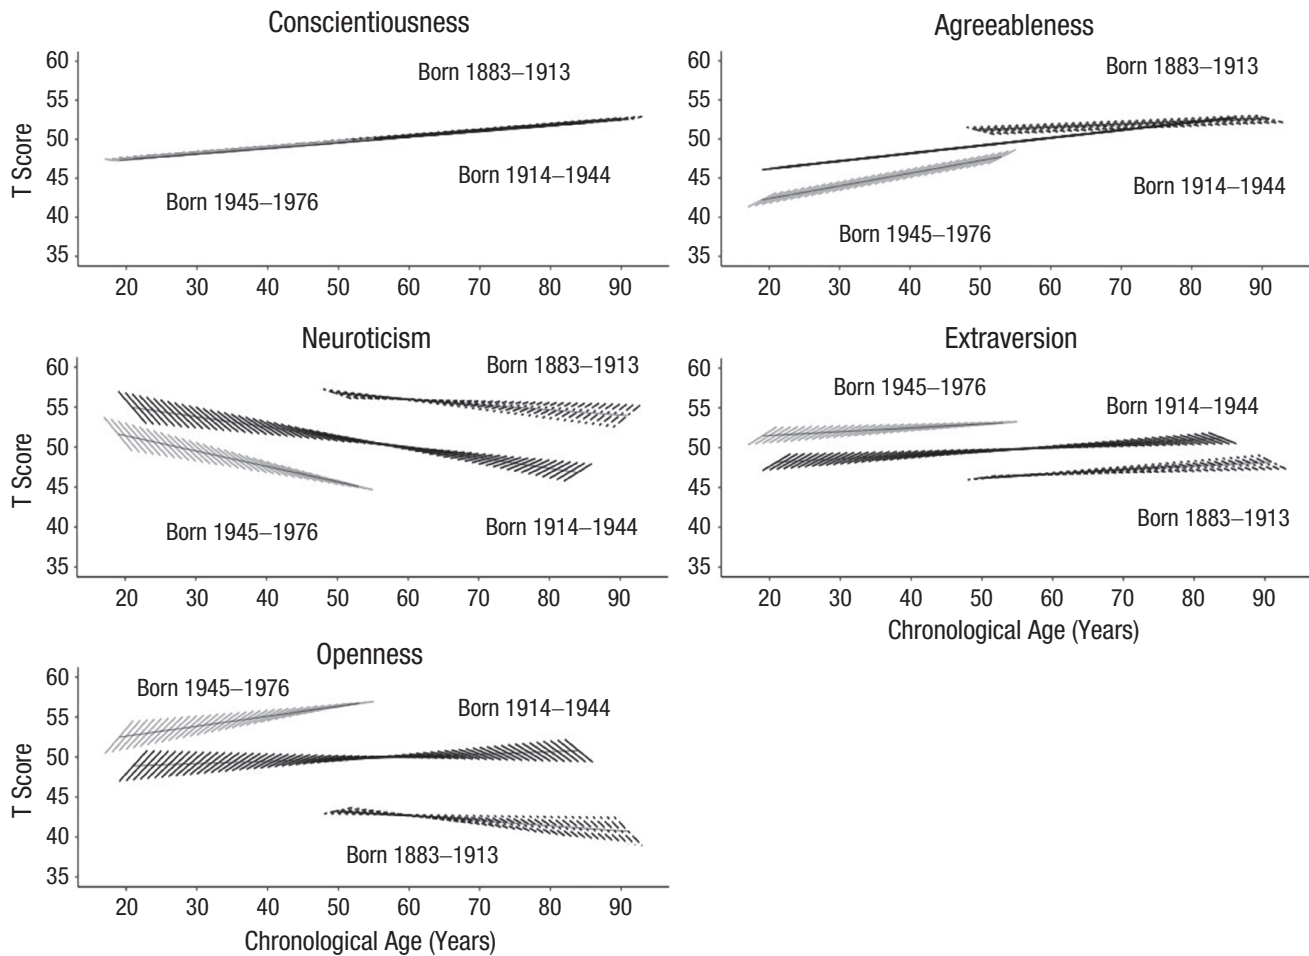 Conscientiousness
60
55
50
45
40
35
T Score
Born 1883–1913
Born 1914–1944
Born 1945–1976
20 30 40 50 60 70 80 90
Agreeableness
60
55
50
45
40
35
Born 1883–1913
Born 1914–1944
Born 1945–1976
20 30 40 50 60 70 80 90
Neuroticism
60
55
50
45
40
35
T Score
Born 1883–1913
Born 1945–1976
Born 1914–1944
20 30 40 50 60 70 80 90
Extraversion
60
55
50
45
40
35
Born 1945–1976
Born 1914–1944
Born 1883–1913
20 30 40 50 60 70 80 90
Chronological Age (Years)
Openness
60
55
50
45
40
35
T Score
Born 1945–1976
Born 1914–1944
Born 1883–1913
20 30 40 50 60 70 80 90
Chronological Age (Years)